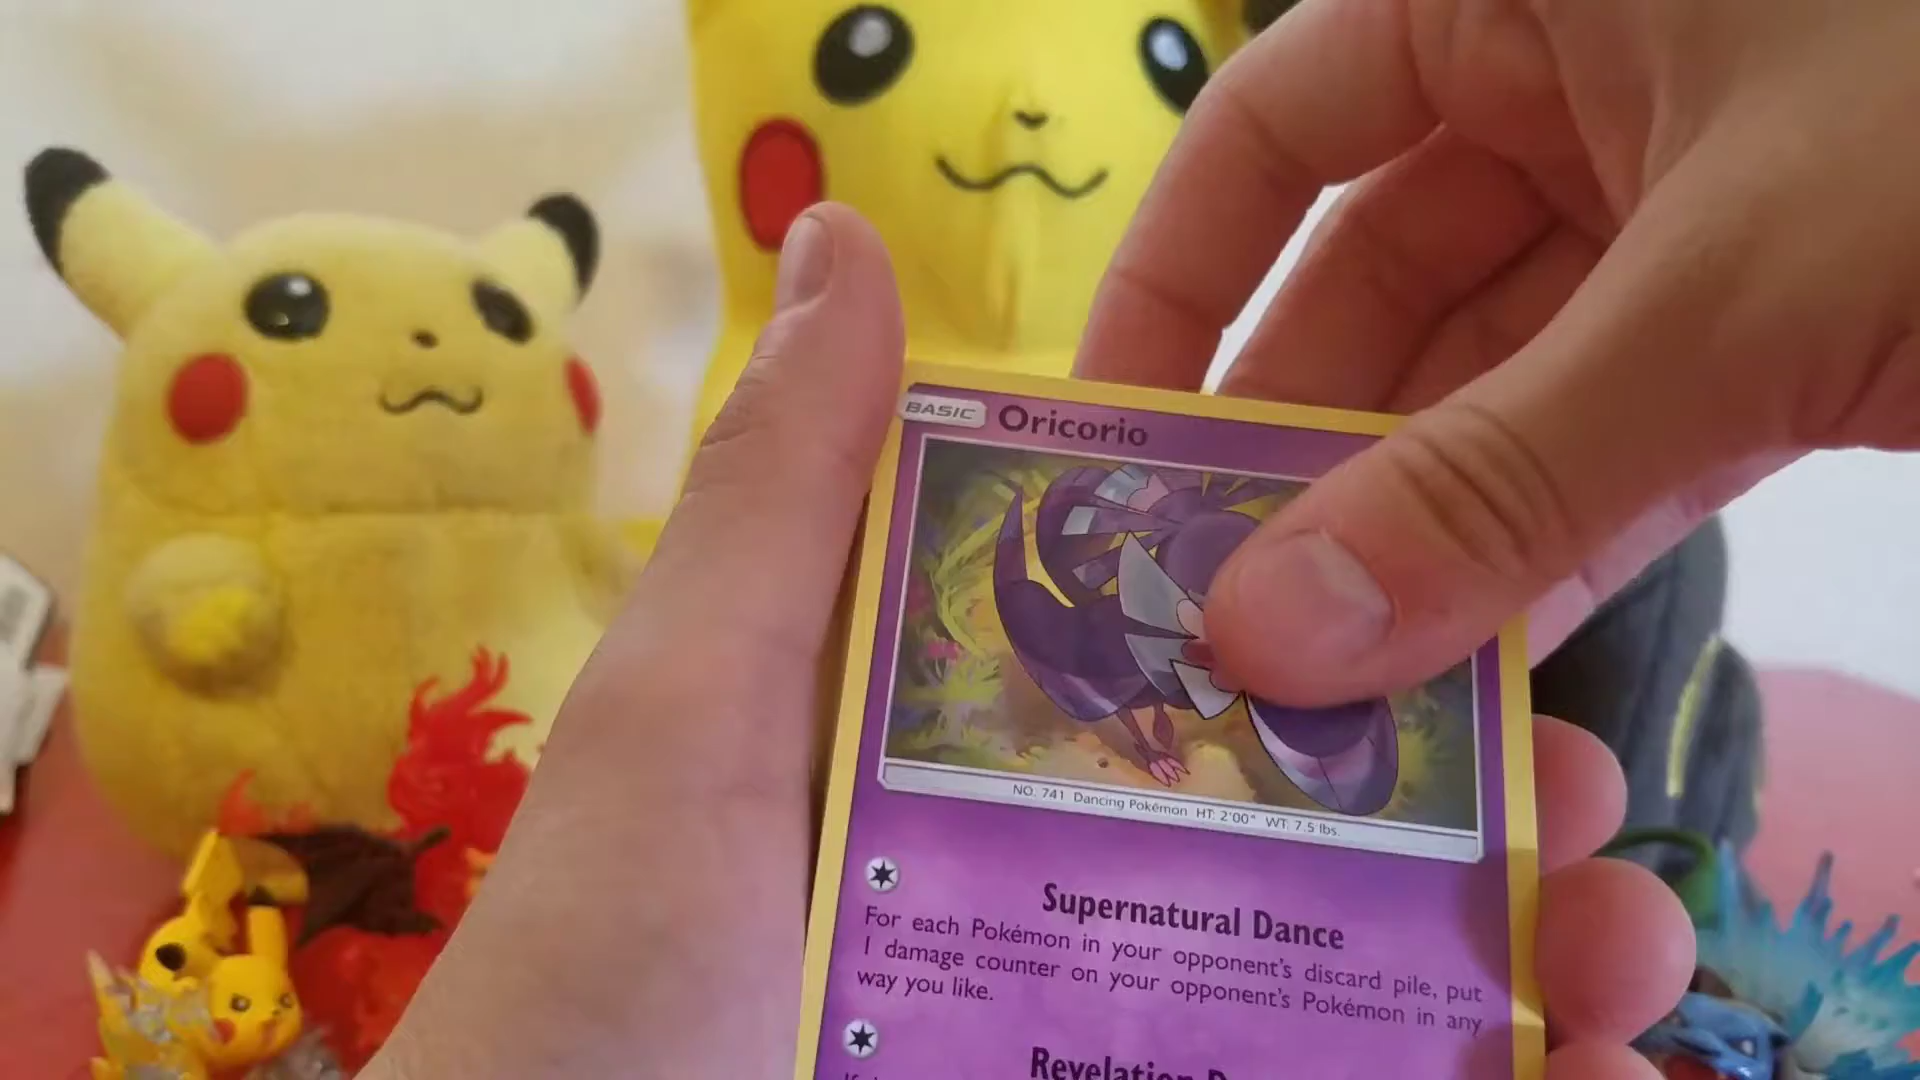 BASIC Oricorio
NO. 741 Dancing Pokémon HT: 2'00" WT: 7.5 lbs.
Supernatural Dance
For each Pokémon in your opponent's discard pile, put
1 damage counter on your opponent's Pokémon in any
way you like.
Revelation